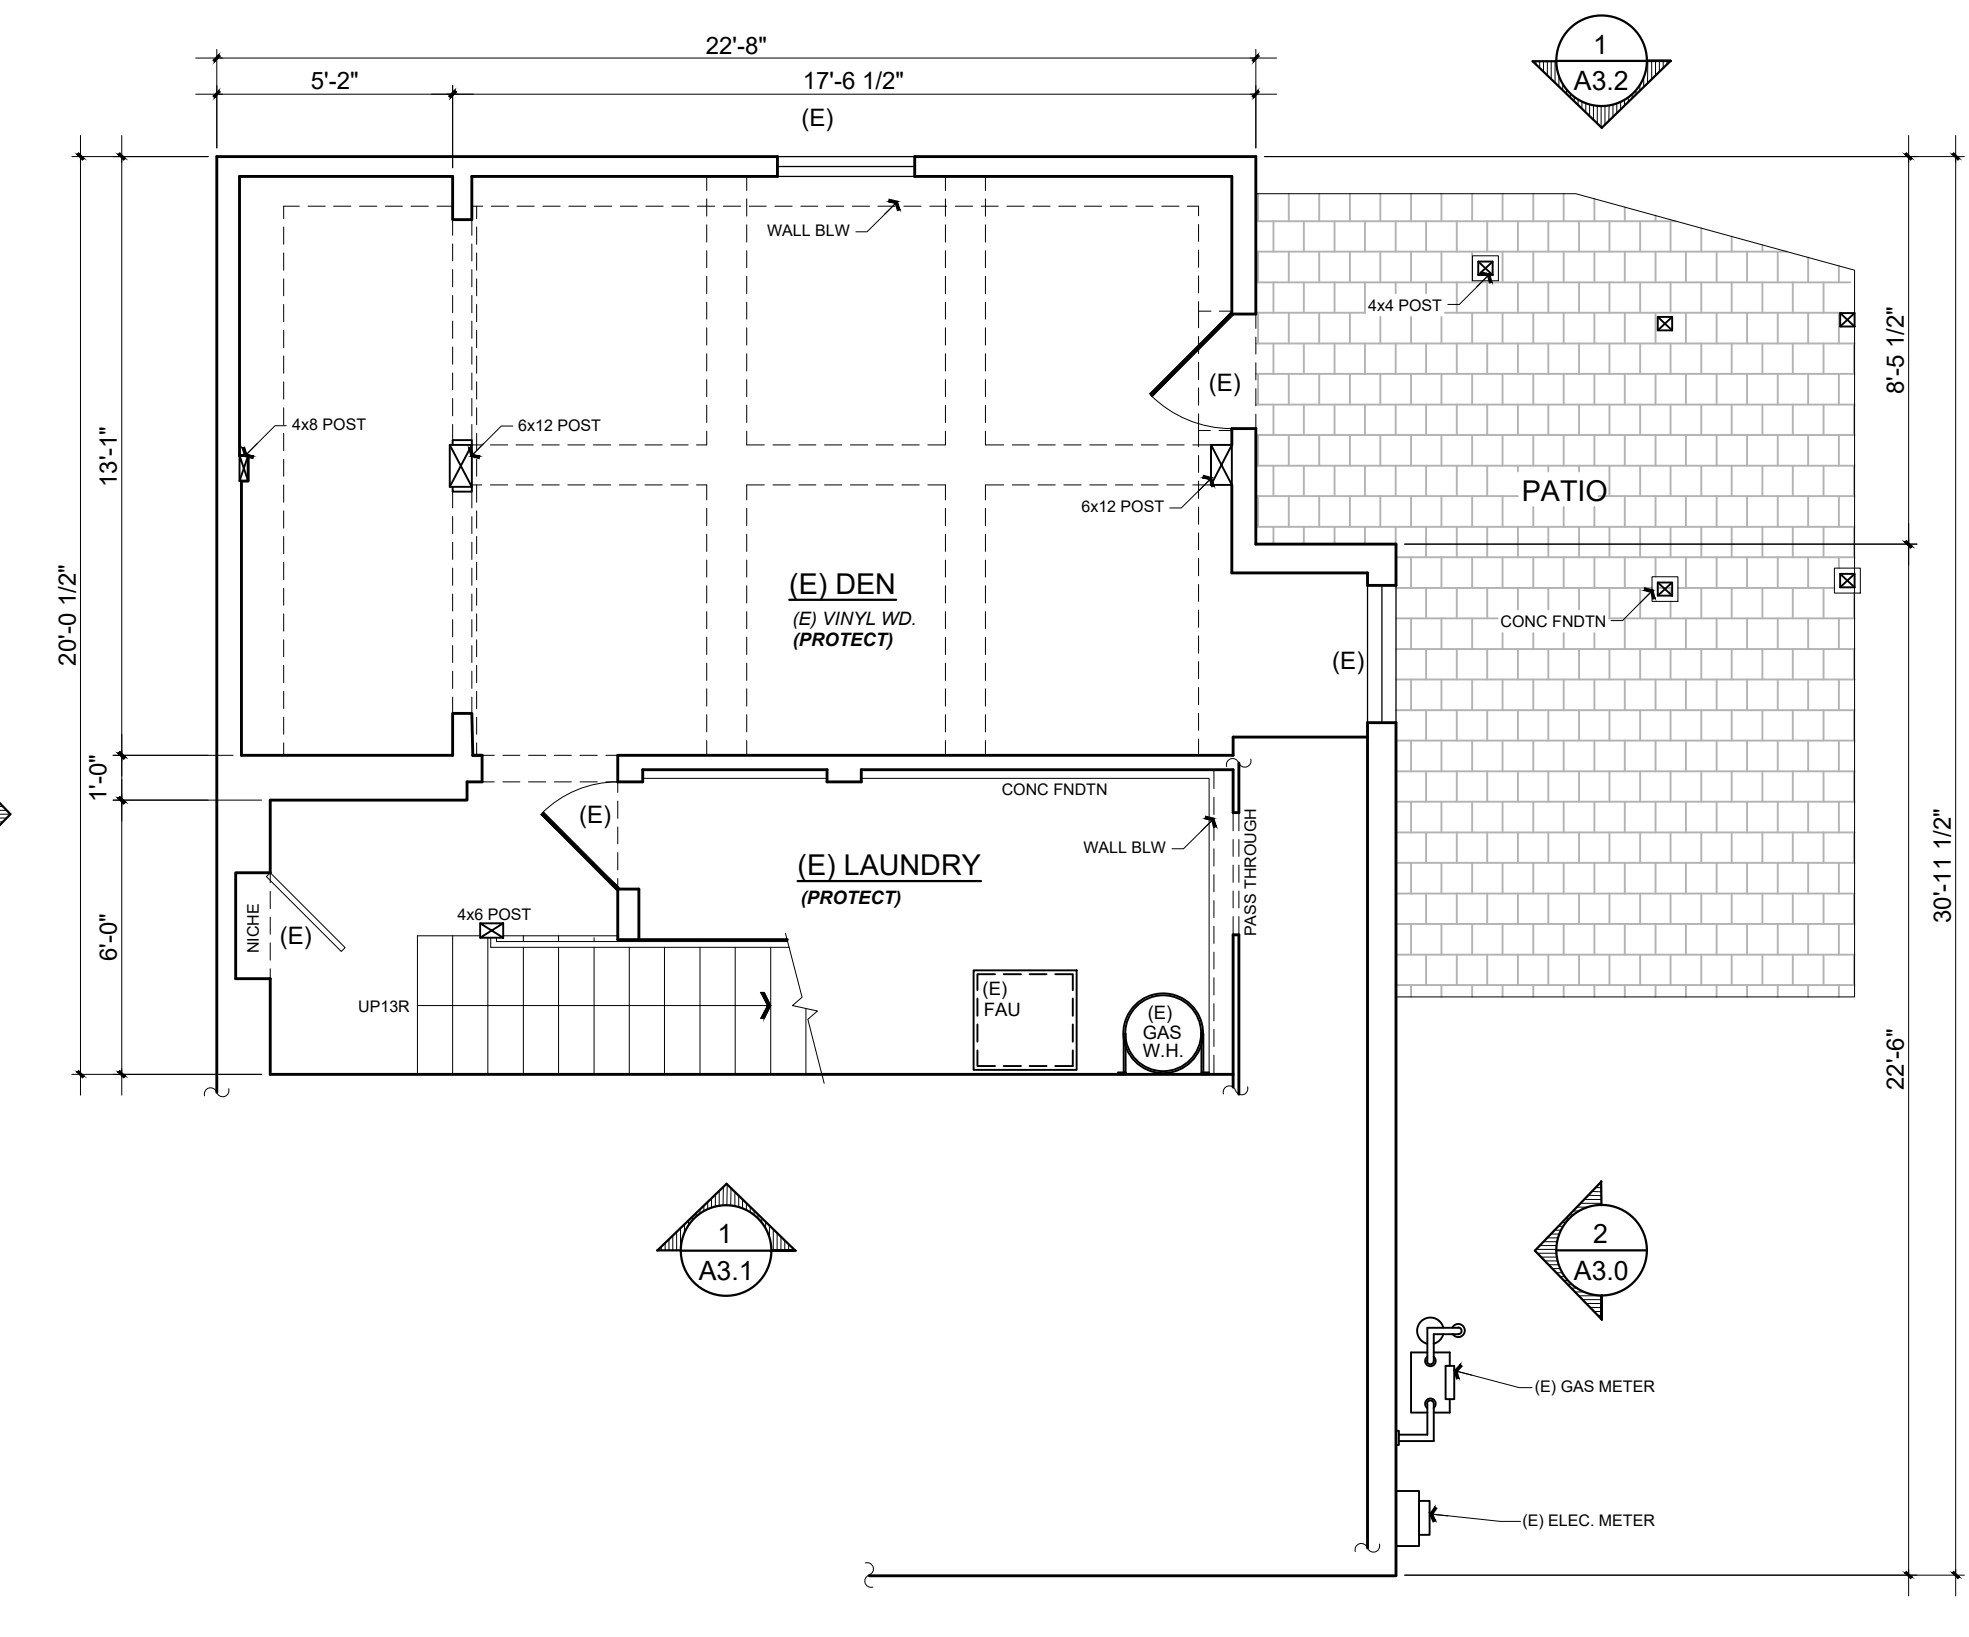 22'-8"
5'-2"
17'-6 1/2"
(E)
1
A3.2
WALL BLW
4x4 POST
8'-5 1/2"
(E)
4x8 POST
6x12 POST
13'-1"
PATIO
6x12 POST
20'-0 1/2"
(E) DEN
(E) VINYL WD.
(PROTECT)
CONC FNDTN
(E)
1'-0"
CONC FNDTN
(E)
WALL BLW
PASS THROUGH
(E) LAUNDRY
(PROTECT)
30'-11 1/2"
4x6 POST
NICHE
(E)
6'-0"
UP13R
(E)
FAU
(E)
GAS
W.H.
22'-6"
1
A3.1
2
A3.0
(E) GAS METER
(E) ELEC. METER